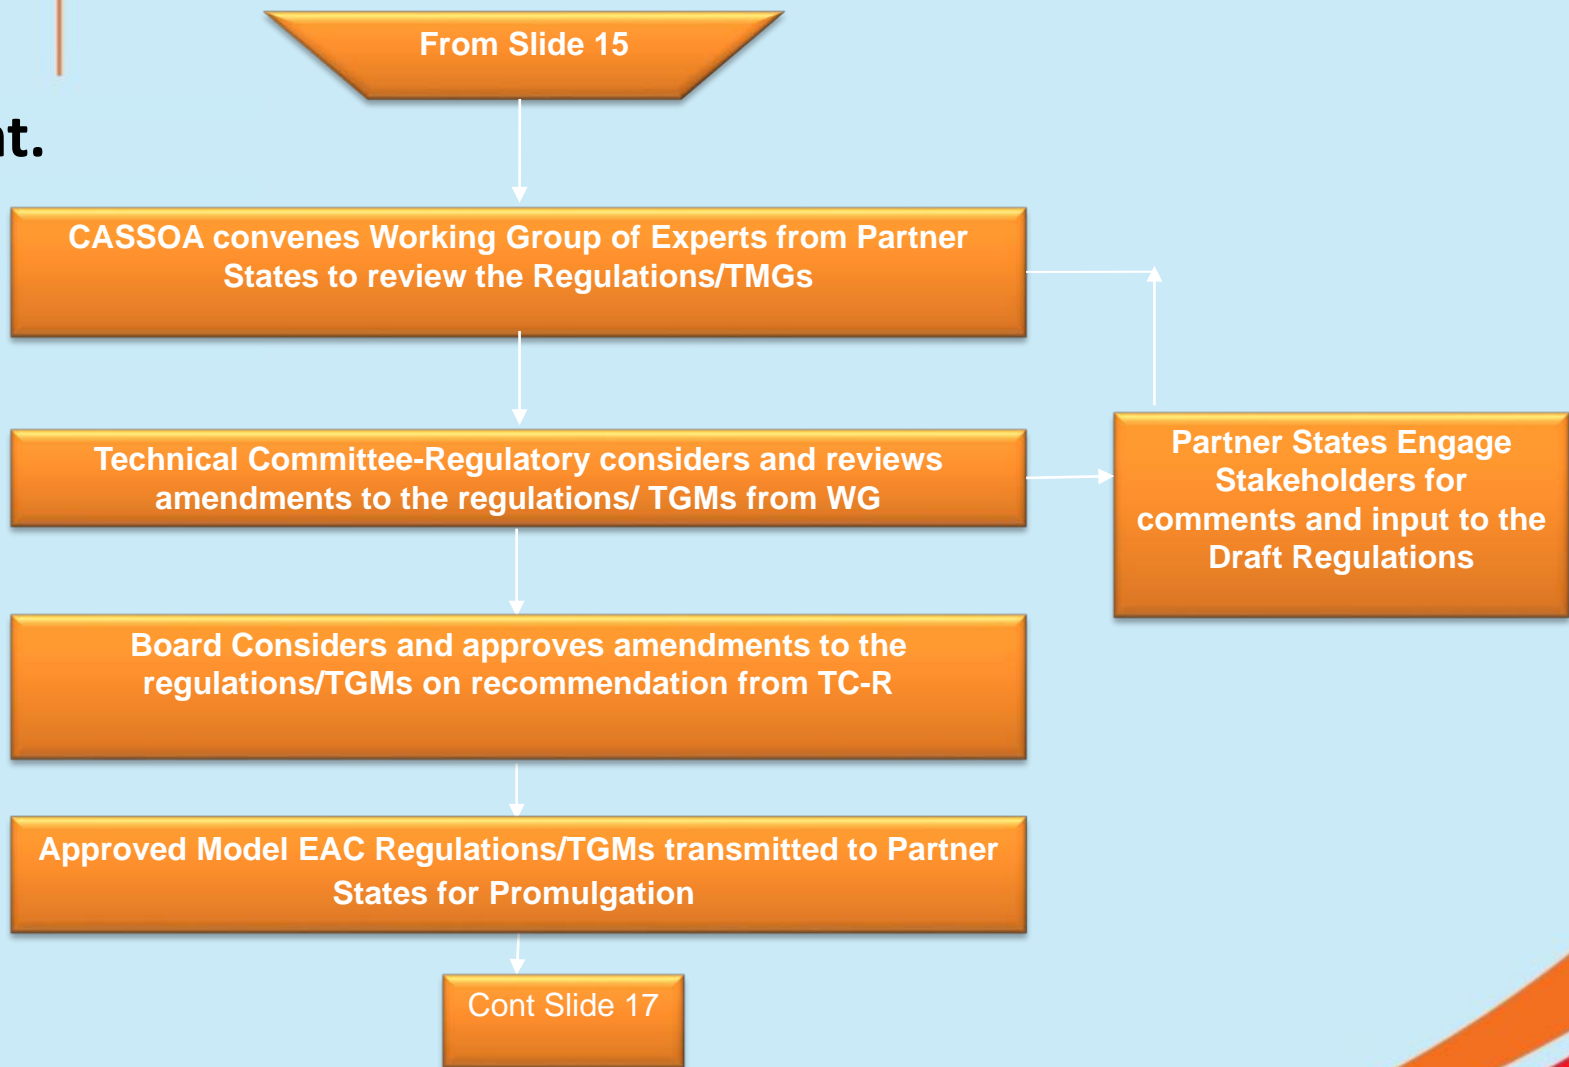 From Slide 15
nt.
CASSOA convenes Working Group of Experts from Partner
States to review the Regulations/TMGs
Technical Committee-Regulatory considers and reviews
amendments to the regulations/ TGMs from WG
Partner States Engage
Stakeholders for
comments and input to the
Draft Regulations
Board Considers and approves amendments to the
regulations/TGMs on recommendation from TC-R
Approved Model EAC Regulations/TGMs transmitted to Partner
States for Promulgation
Cont Slide 17